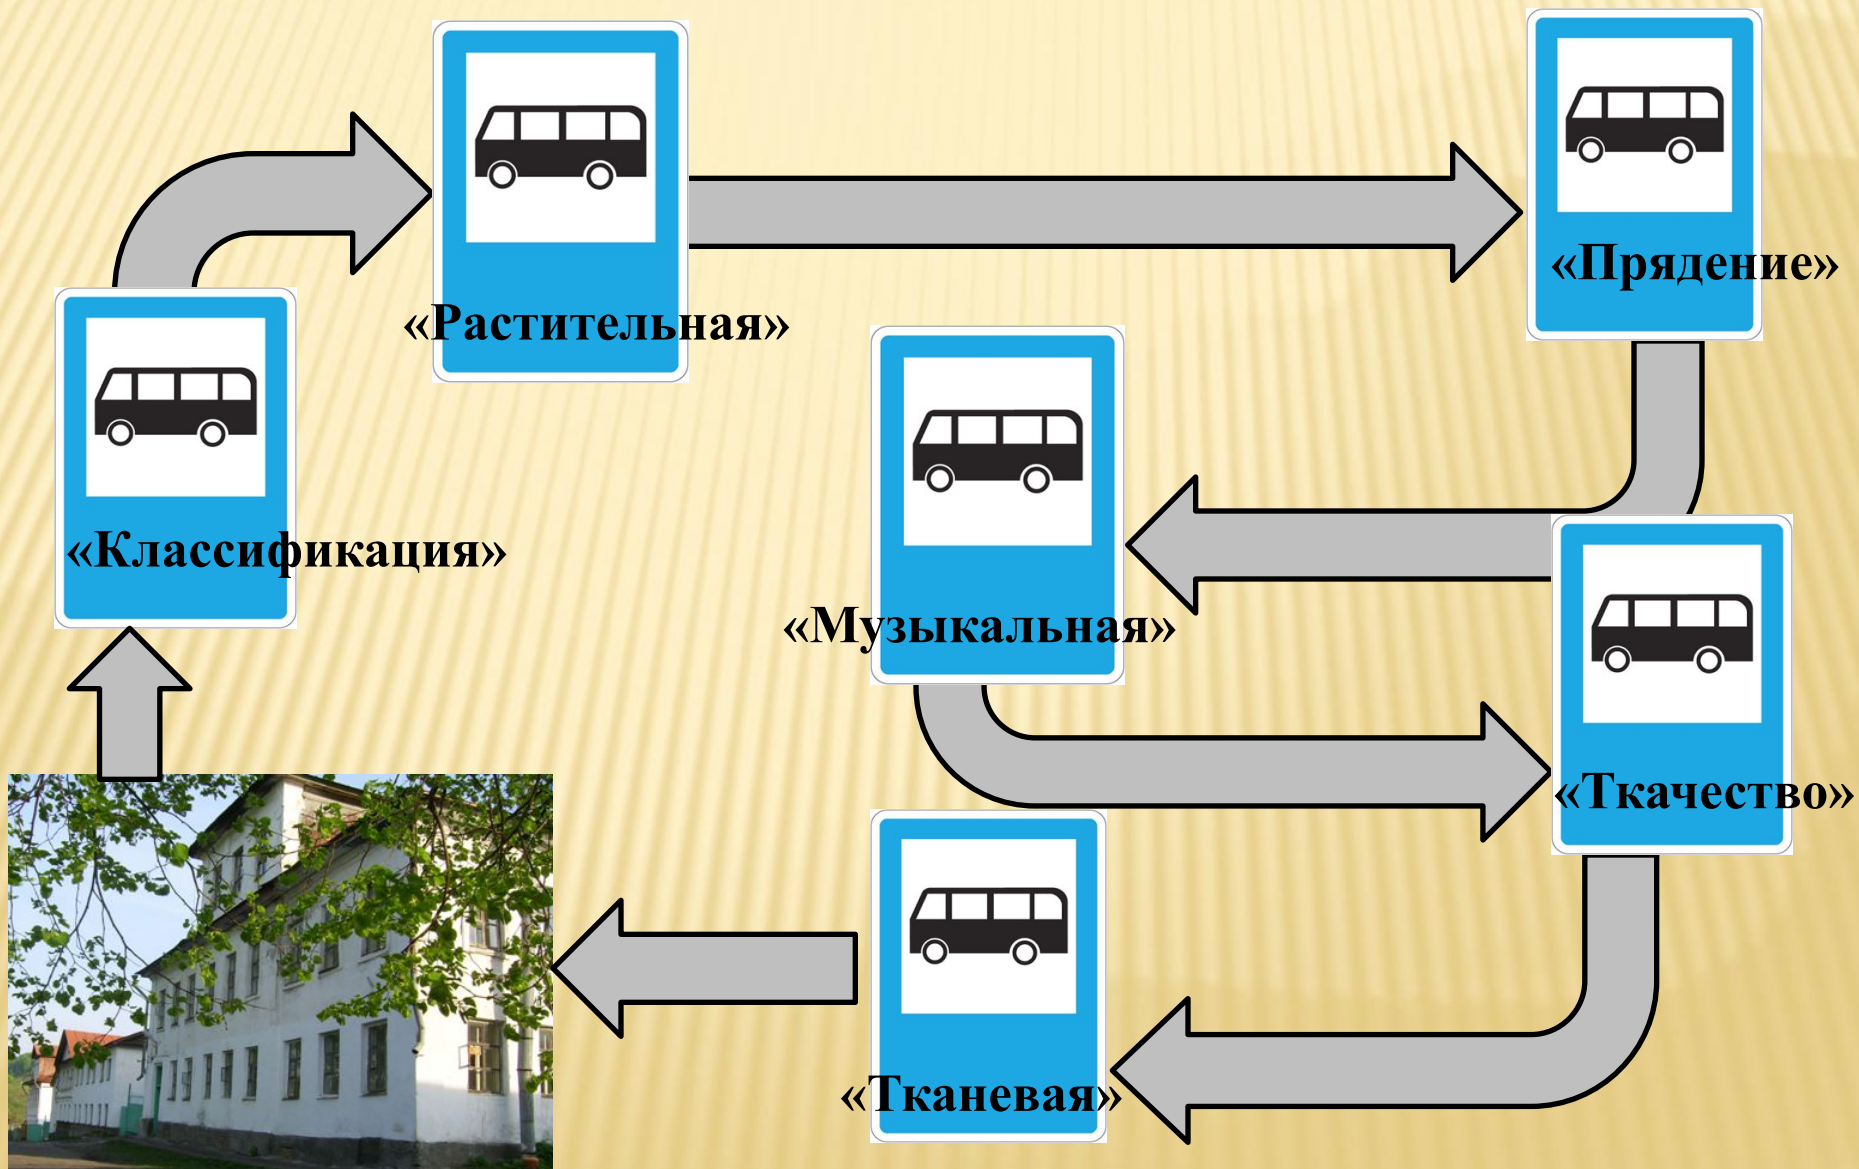 «Растительная»
«Прядение»
«Классификация»
«Музыкальная»
«Ткачество»
«Тканевая»